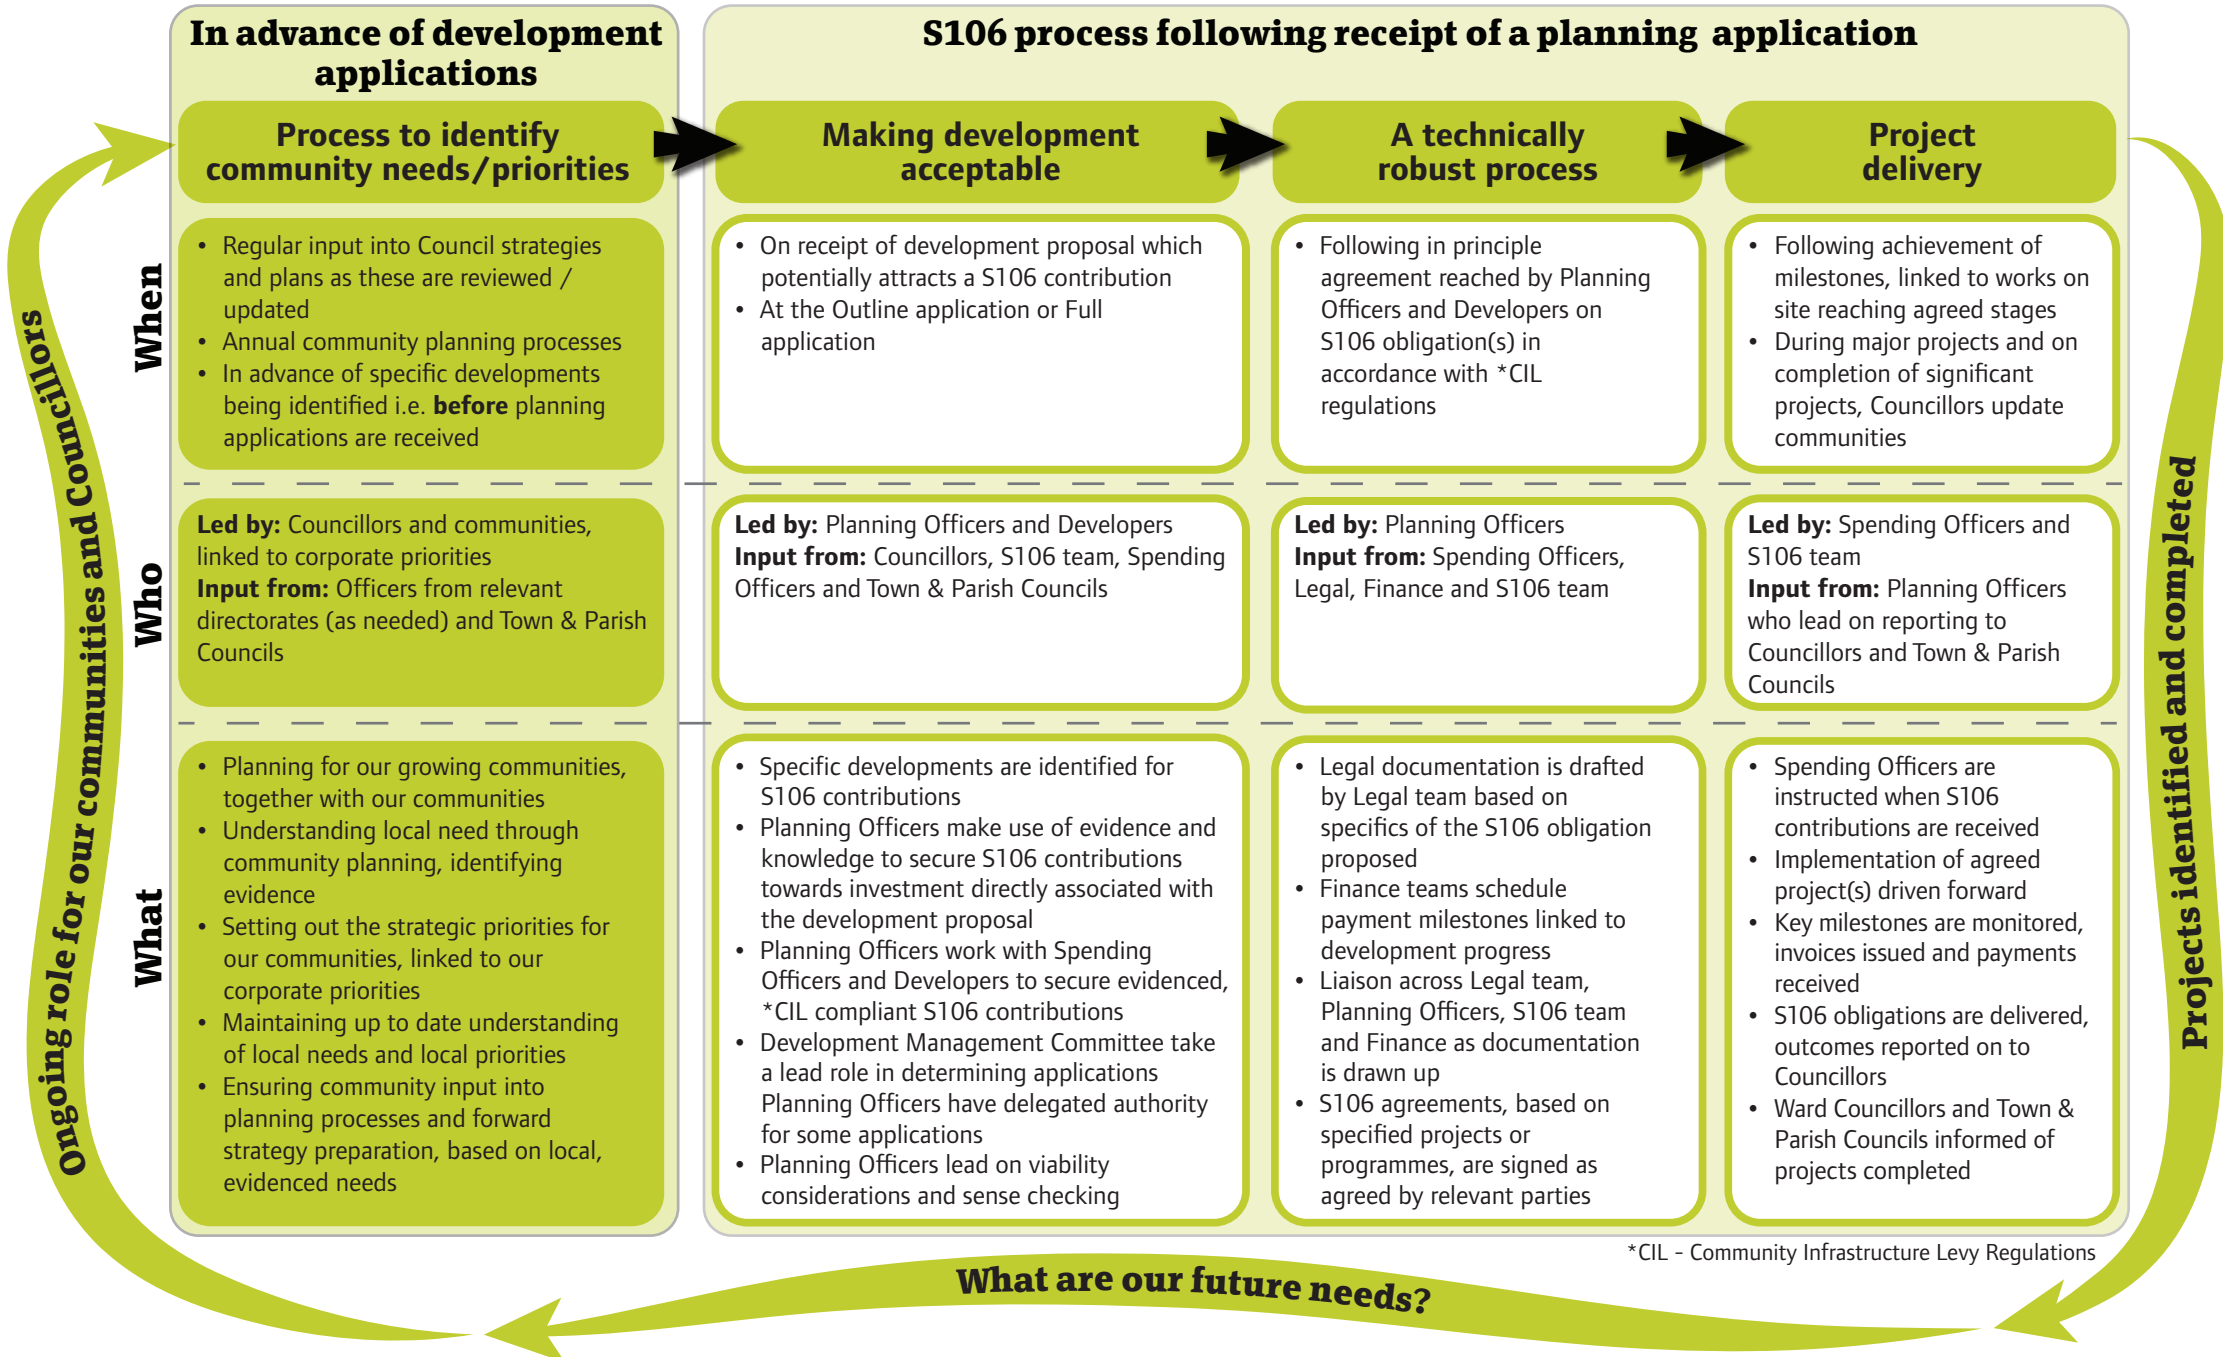 In advance of development
applications
S106 process following receipt of a planning application
Process to identify
community needs/priorities
Making development
acceptable
A technically
robust process
Project
delivery
When
• Regular input into Council strategies
and plans as these are reviewed /
updated
• Annual community planning processes
• In advance of specific developments
being identified i.e. before planning
applications are received
• On receipt of development proposal which
potentially attracts a S106 contribution
• At the Outline application or Full
application
• Following in principle
agreement reached by Planning
Officers and Developers on
S106 obligation(s) in
accordance with *CIL
regulations
• Following achievement of
milestones, linked to works on
site reaching agreed stages
• During major projects and on
completion of significant
projects, Councillors update
communities
Who
Led by: Councillors and communities,
linked to corporate priorities
Input from: Officers from relevant
directorates (as needed) and Town & Parish
Councils
Led by: Planning Officers and Developers
Input from: Councillors, S106 team, Spending
Officers and Town & Parish Councils
Led by: Planning Officers
Input from: Spending Officers,
Legal, Finance and S106 team
Led by: Spending Officers and
S106 team
Input from: Planning Officers
who lead on reporting to
Councillors and Town & Parish
Councils
What
• Planning for our growing communities,
together with our communities
• Understanding local need through
community planning, identifying
evidence
• Setting out the strategic priorities for
our communities, linked to our
corporate priorities
• Maintaining up to date understanding
of local needs and local priorities
• Ensuring community input into
planning processes and forward
strategy preparation, based on local,
evidenced needs
• Specific developments are identified for
S106 contributions
• Planning Officers make use of evidence and
knowledge to secure S106 contributions
towards investment directly associated with
the development proposal
• Planning Officers work with Spending
Officers and Developers to secure evidenced,
*CIL compliant S106 contributions
• Development Management Committee take
a lead role in determining applications
Planning Officers have delegated authority
for some applications
• Planning Officers lead on viability
considerations and sense checking
• Legal documentation is drafted
by Legal team based on
specifics of the S106 obligation
proposed
• Finance teams schedule
payment milestones linked to
development progress
• Liaison across Legal team,
Planning Officers, S106 team
and Finance as documentation
is drawn up
• S106 agreements, based on
specified projects or
programmes, are signed as
agreed by relevant parties
• Spending Officers are
instructed when S106
contributions are received
• Implementation of agreed
project(s) driven forward
• Key milestones are monitored,
invoices issued and payments
received
• S106 obligations are delivered,
outcomes reported on to
Councillors
• Ward Councillors and Town &
Parish Councils informed of
projects completed
*CIL - Community Infrastructure Levy Regulations
Projects identified and completed
What are our future needs?
Ongoing role for our communities and Councillors